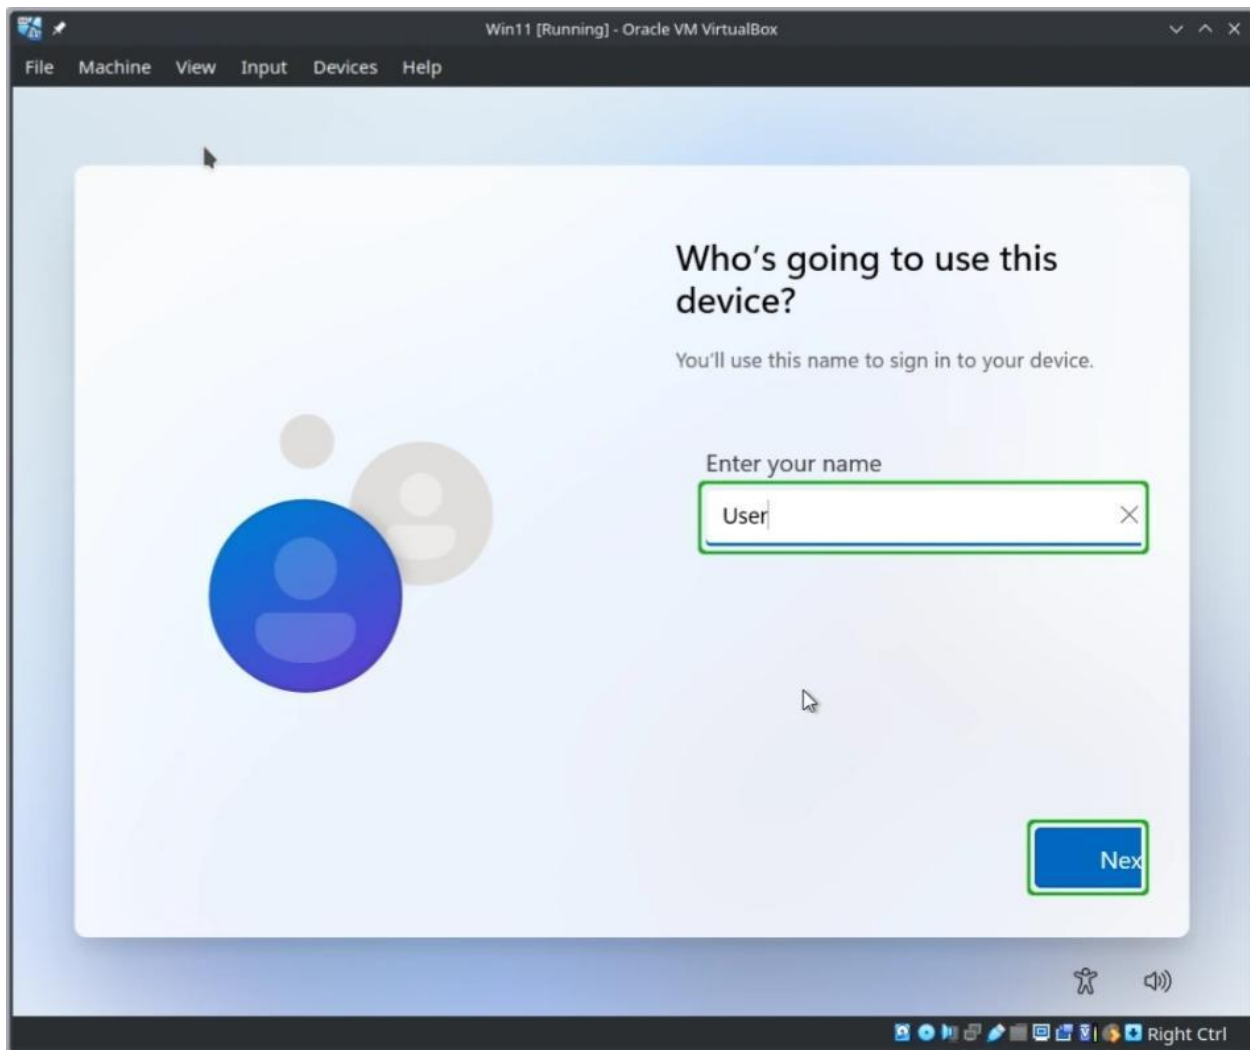 Win11 [Running] - Oracle VM VirtualBox
File Machine View Input Devices Help
Who's going to use this
device?
You'll use this name to sign in to your device.
Enter your name
User
Nex
Right Ctrl